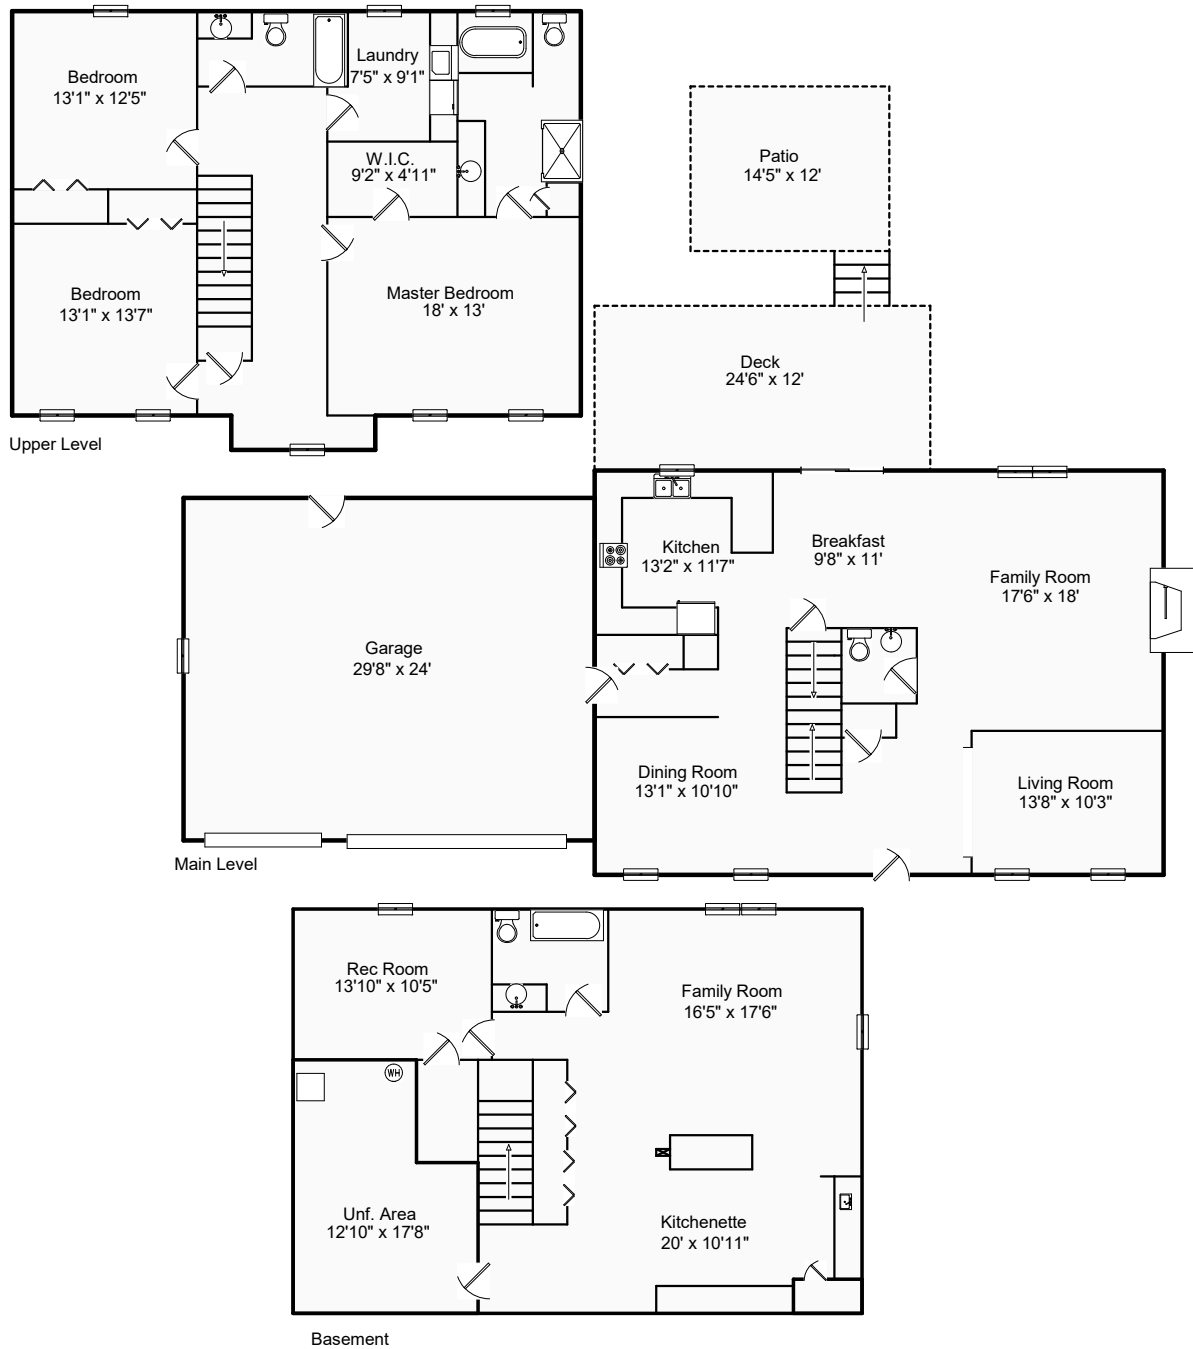 Bedroom
13'1" x 12'5"
Laundry
7'5" x 9'1"
W.I.C.
9'2" x 4'11"
Bedroom
13'1" x 13'7"
Master Bedroom
18' x 13'
Upper Level
Patio
14'5" x 12'
Deck
24'6" x 12'
Kitchen
13'2" x 11'7"
Breakfast
9'8" x 11'
Family Room
17'6" x 18'
Garage
29'8" x 24'
Dining Room
13'1" x 10'10"
Living Room
13'8" x 10'3"
Main Level
Rec Room
13'10" x 10'5"
Family Room
16'5" x 17'6"
WH
Unf. Area
12'10" x 17'8"
Kitchenette
20' x 10'11"
Basement